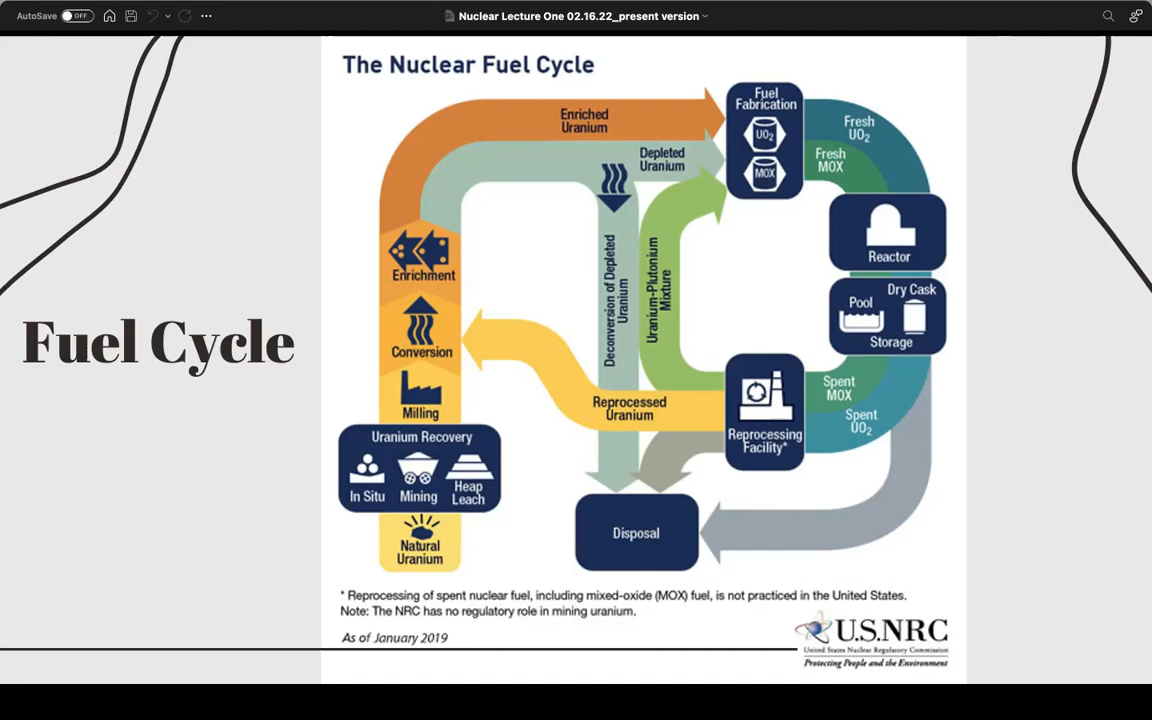 AutoSave OFF
Nuclear Lecture One 02.16.22_present version
Fuel Cycle
The Nuclear Fuel Cycle
Enriched
Uranium
Depleted
Uranium
Fuel
Fabrication
UO2
MOX
Fresh
UO2
Fresh
MOX
Reactor
Dry Cask
Pool
Storage
Enrichment
Conversion
Milling
Uranium Recovery
In Situ
Mining
Heap
Leach
Natural
Uranium
Deconversion of Depleted
Uranium
Uranium-Plutonium
Mixture
Reprocessed
Uranium
Reprocessing
Facility*
Spent
MOX
Spent
UO2
Disposal
* Reprocessing of spent nuclear fuel, including mixed-oxide (MOX) fuel, is not practiced in the United States.
Note: The NRC has no regulatory role in mining uranium.
As of January 2019
U.S.NRC
United States Nuclear Regulatory Commission
Protecting People and the Environment